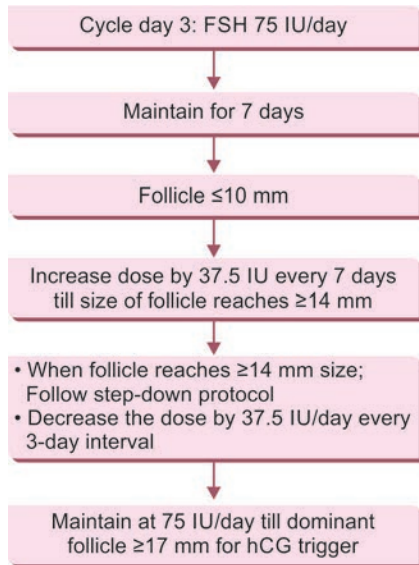 Cycle day 3: FSH 75 IU/day
Maintain for 7 days
Follicle ≤10 mm
Increase dose by 37.5 IU every 7 days
till size of follicle reaches ≥14 mm
• When follicle reaches ≥14 mm size;
Follow step-down protocol
• Decrease the dose by 37.5 IU/day every
3-day interval
Maintain at 75 IU/day till dominant
follicle ≥17 mm for hCG trigger